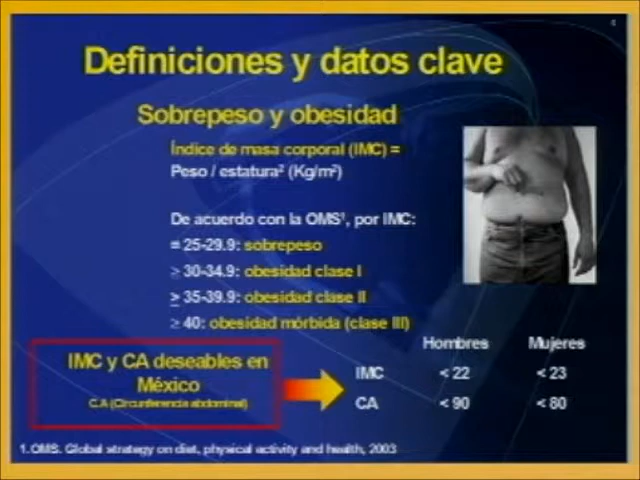 Definiciones y datos clave
Sobrepeso y obesidad
Índice de masa corporal (IMC) =
Peso / estatura² (Kg/m²)
De acuerdo con la OMS¹, por IMC:
= 25-29.9: sobrepeso
≥ 30-34.9: obesidad clase I
≥ 35-39.9: obesidad clase II
≥ 40: obesidad mórbida (clase III)
Hombres Mujeres
IMC y CA deseables en
México
C.A (Circunferencia abdominal)
IMC < 22 < 23
CA < 90 < 80
1.OMS. Global strategy on diet, physical activity and health, 2003